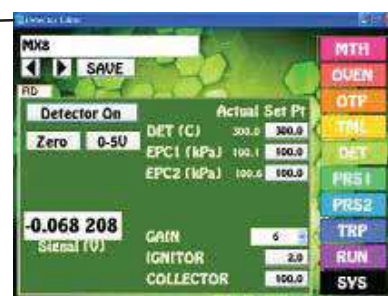 Detector Editor
MX8
MTH
SAVE
OVEN
RD
OTP
Detector On
Actual Set Pt
TML
Zero 0-5V
DET (C) 300.0 300.0
DET
EPC1 (kPa) 100.1 100.0
PRS1
EPC2 (kPa) 100.6 100.0
PRS2
-0.068 208
Signal (V)
GAIN 6
TRP
IGNITOR 2.0
RUN
COLLECTOR 100.0
SYS